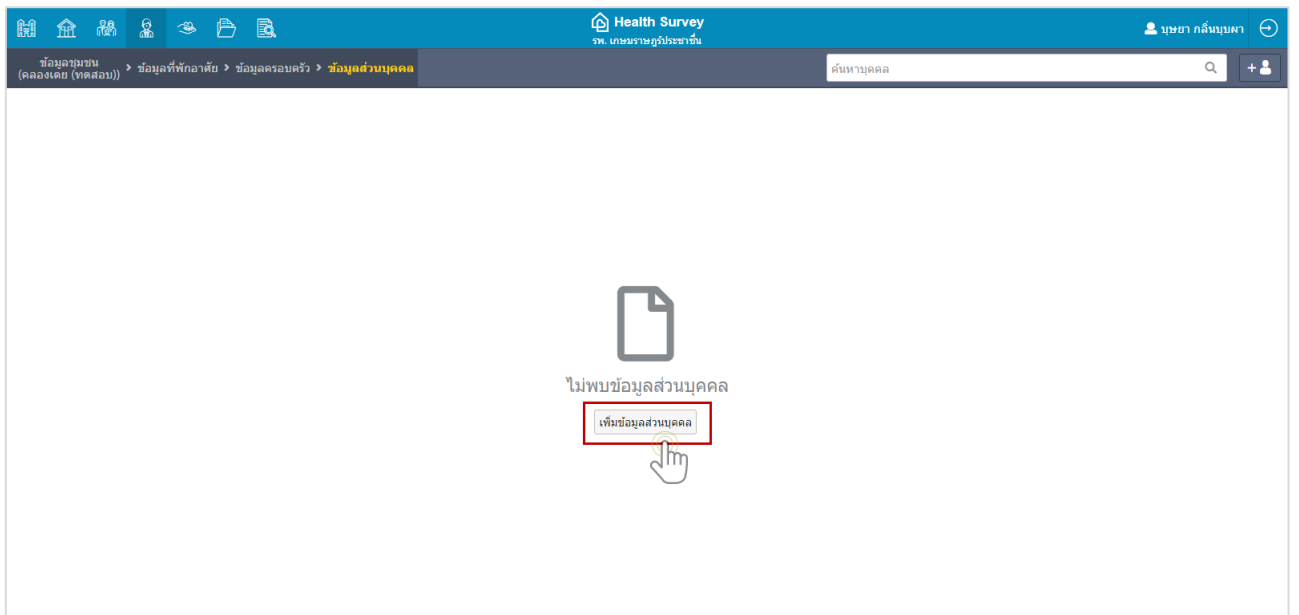 Health Survey
รพ. เกษมราษฎร์ประชาชื่น
บุษยา กลิ่นบุบผา
ข้อมูลชุมชน
(คลองเตย (ทดสอบ)) > ข้อมูลที่พักอาศัย > ข้อมูลครอบครัว > ข้อมูลส่วนบุคคล
ค้นหาบุคคล
ไม่พบข้อมูลส่วนบุคคล
เพิ่มข้อมูลส่วนบุคคล